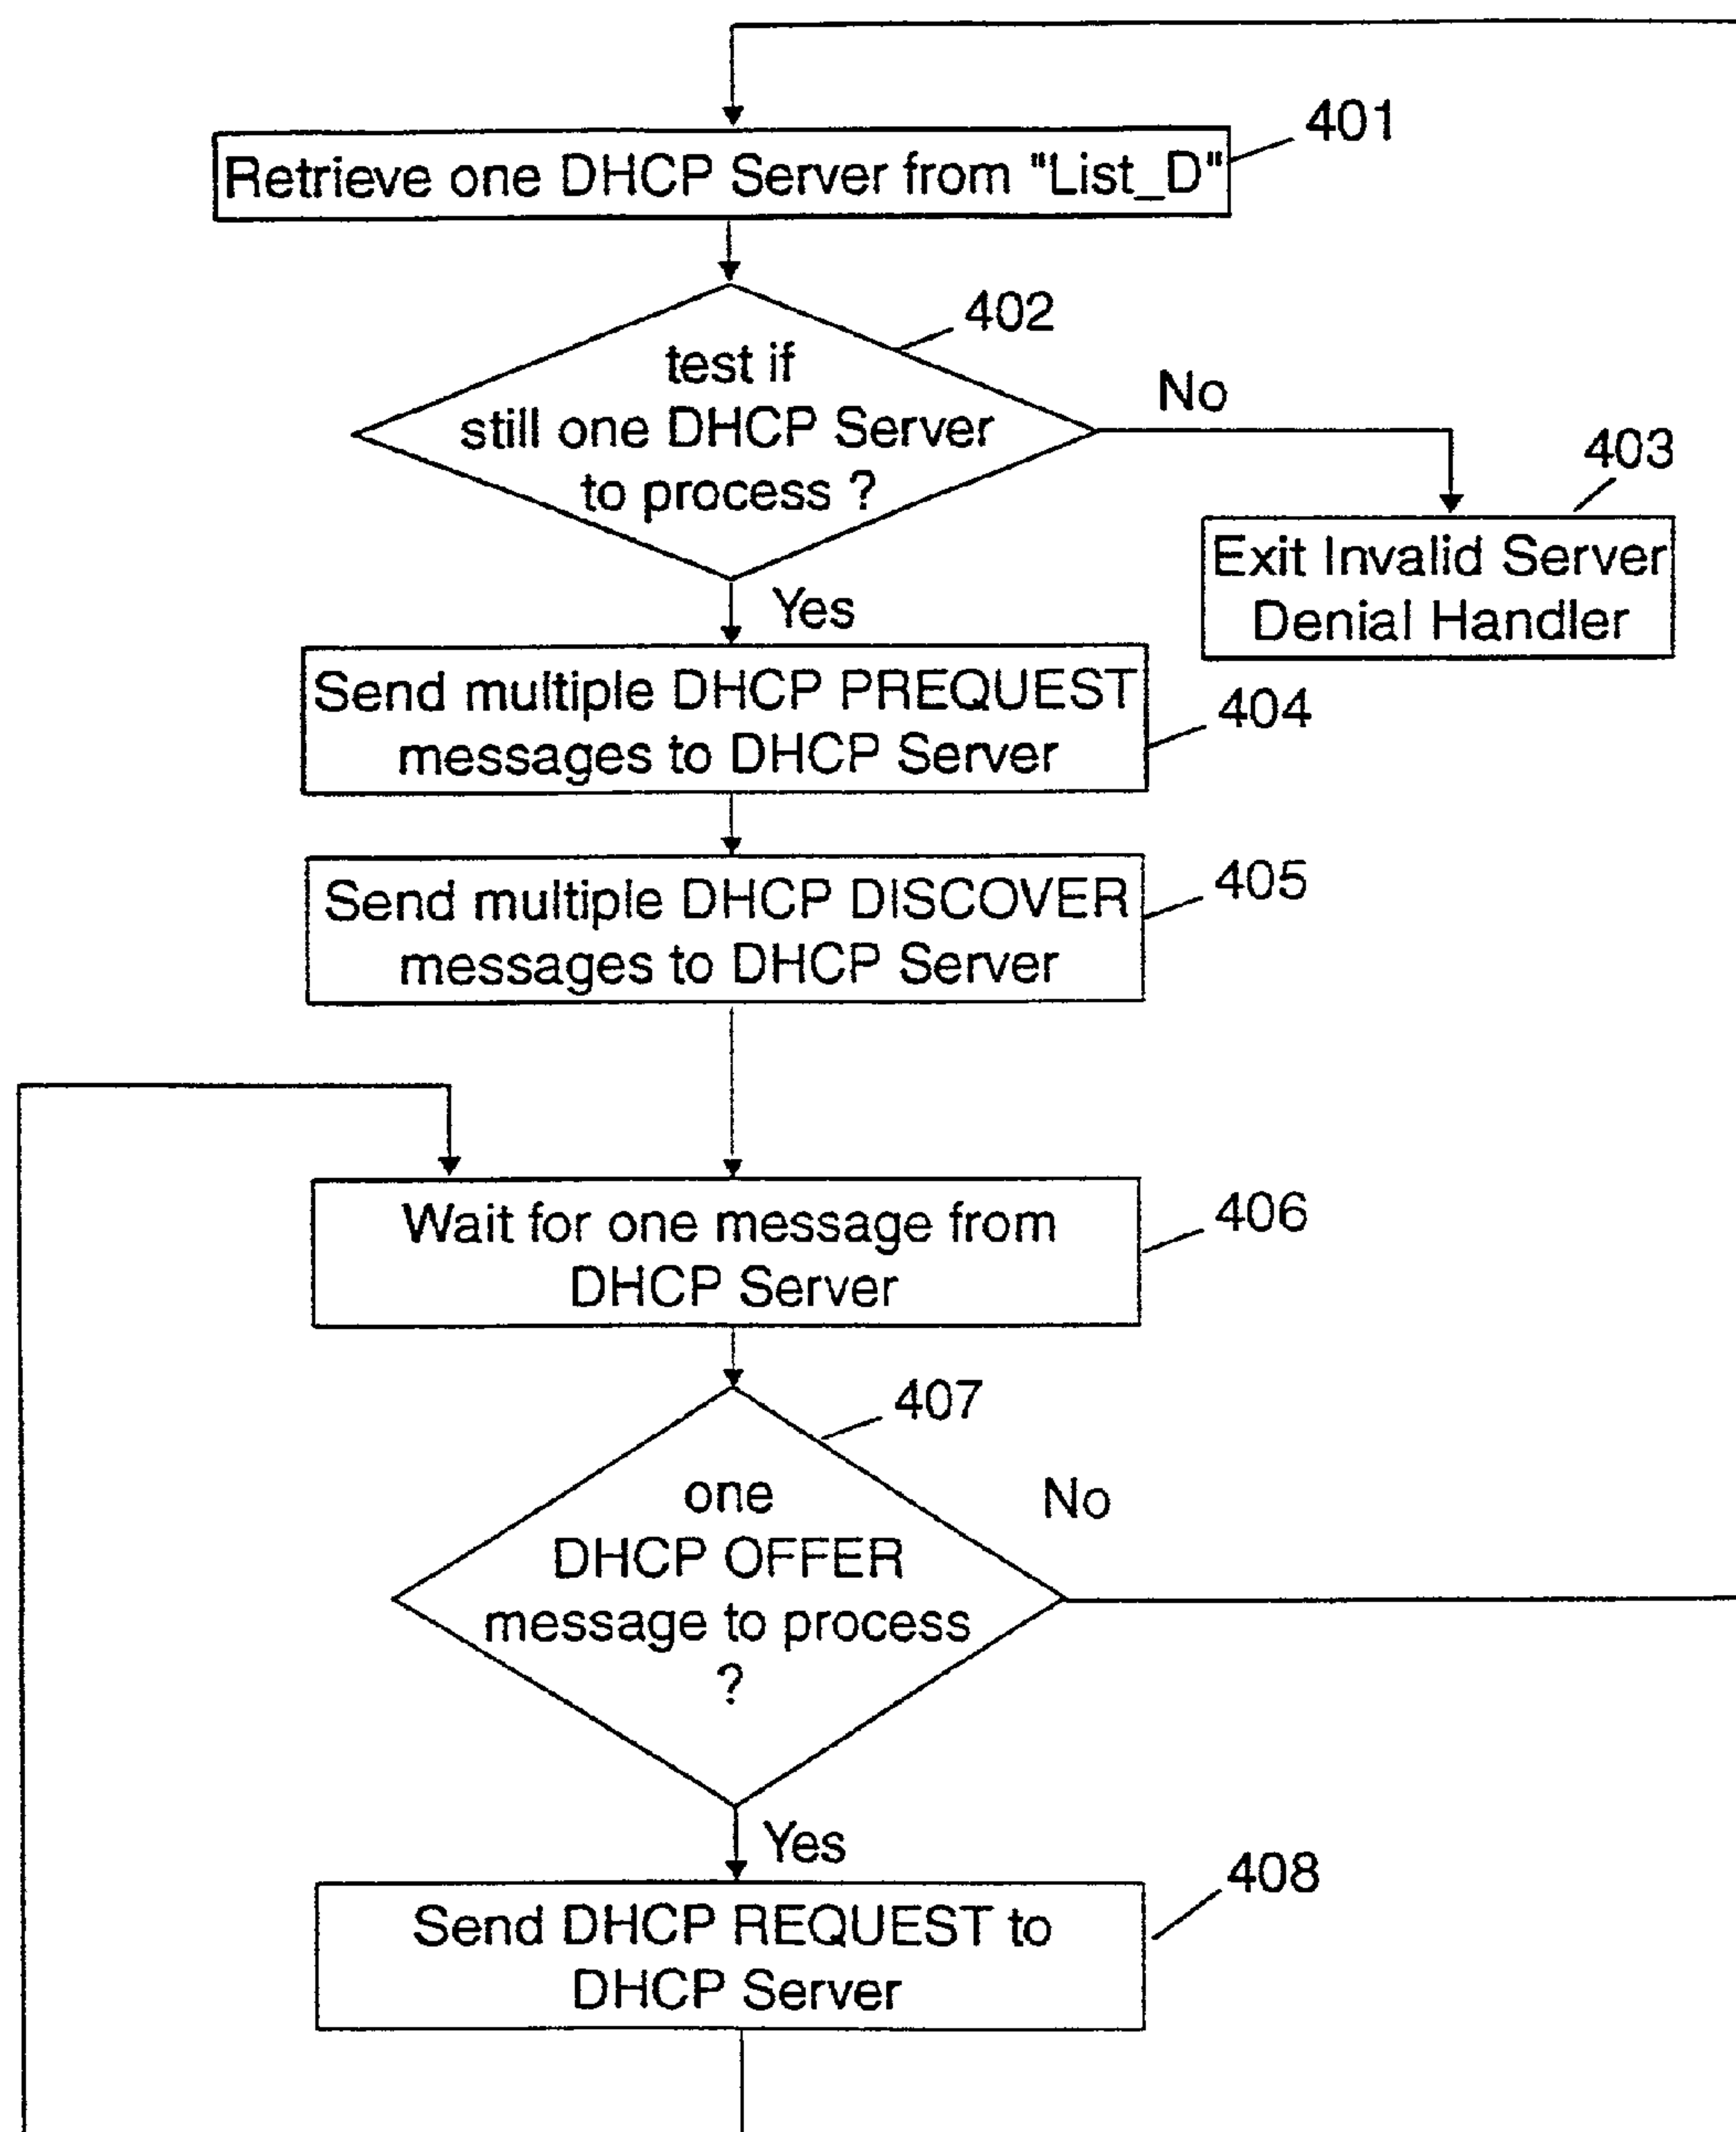 401
Retrieve one DHCP Server from "List_D"
402
test if
still one DHCP Server
to process ?
No
403
Exit Invalid Server
Denial Handler
Yes
Send multiple DHCP PREQUEST
messages to DHCP Server
404
Send multiple DHCP DISCOVER
messages to DHCP Server
405
Wait for one message from
DHCP Server
406
407
one
DHCP OFFER
message to process
?
No
Yes
408
Send DHCP REQUEST to
DHCP Server